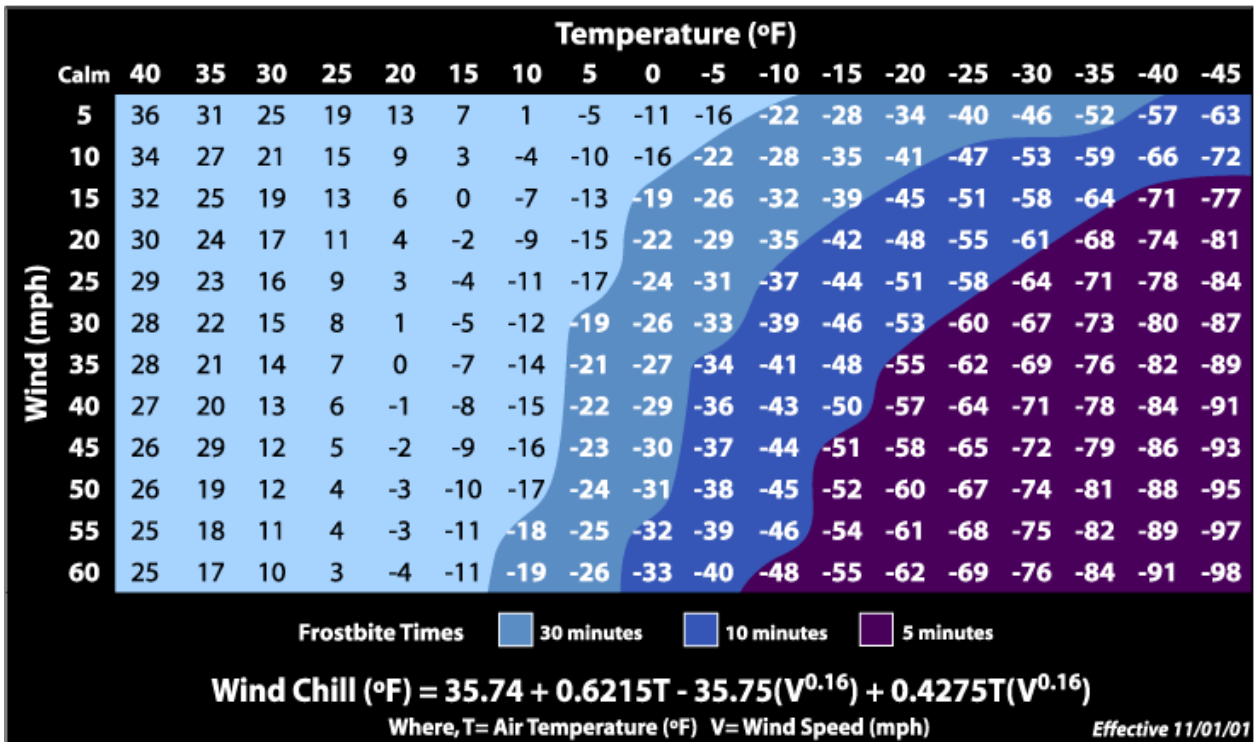 Temperature (ºF)
Calm 40 35 30 25 20 15 10 5 0 -5 -10 -15 -20 -25 -30 -35 -40 -45
5 36 31 25 19 13 7 1 -5 -11 -16 -22 -28 -34 -40 -46 -52 -57 -63
10 34 27 21 15 9 3 -4 -10 -16 -22 -28 -35 -41 -47 -53 -59 -66 -72
15 32 25 19 13 6 0 -7 -13 -19 -26 -32 -39 -45 -51 -58 -64 -71 -77
20 30 24 17 11 4 -2 -9 -15 -22 -29 -35 -42 -48 -55 -61 -68 -74 -81
25 29 23 16 9 3 -4 -11 -17 -24 -31 -37 -44 -51 -58 -64 -71 -78 -84
30 28 22 15 8 1 -5 -12 -19 -26 -33 -39 -46 -53 -60 -67 -73 -80 -87
35 28 21 14 7 0 -7 -14 -21 -27 -34 -41 -48 -55 -62 -69 -76 -82 -89
40 27 20 13 6 -1 -8 -15 -22 -29 -36 -43 -50 -57 -64 -71 -78 -84 -91
45 26 29 12 5 -2 -9 -16 -23 -30 -37 -44 -51 -58 -65 -72 -79 -86 -93
50 26 19 12 4 -3 -10 -17 -24 -31 -38 -45 -52 -60 -67 -74 -81 -88 -95
55 25 18 11 4 -3 -11 -18 -25 -32 -39 -46 -54 -61 -68 -75 -82 -89 -97
60 25 17 10 3 -4 -11 -19 -26 -33 -40 -48 -55 -62 -69 -76 -84 -91 -98
Wind (mph)
Frostbite Times 30 minutes 10 minutes 5 minutes
Wind Chill (ºF) = 35.74 + 0.6215T - 35.75(V0.16) + 0.4275T(V0.16)
Where, T= Air Temperature (ºF) V= Wind Speed (mph) Effective 11/01/01